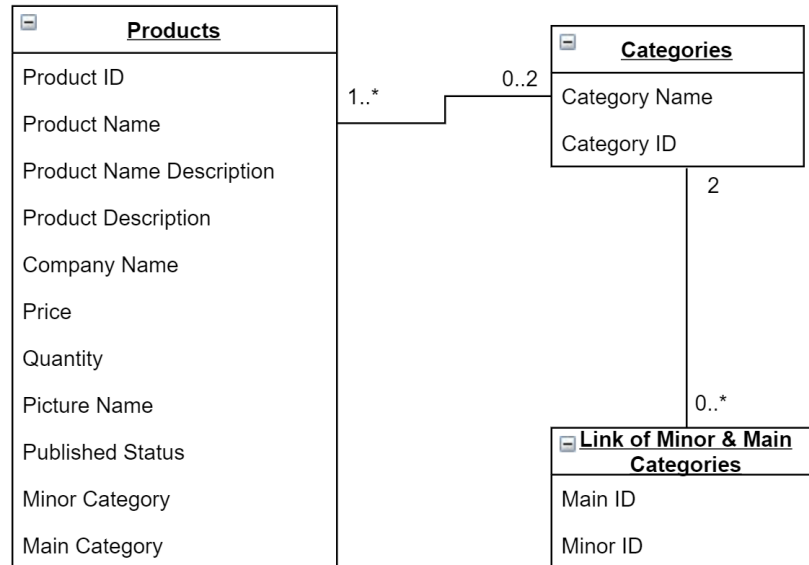 Products
Product ID
Product Name
Product Name Description
Product Description
Company Name
Price
Quantity
Picture Name
Published Status
Minor Category
Main Category
1..*
0..2
Categories
Category Name
Category ID
2
0..*
Link of Minor & Main
Categories
Main ID
Minor ID